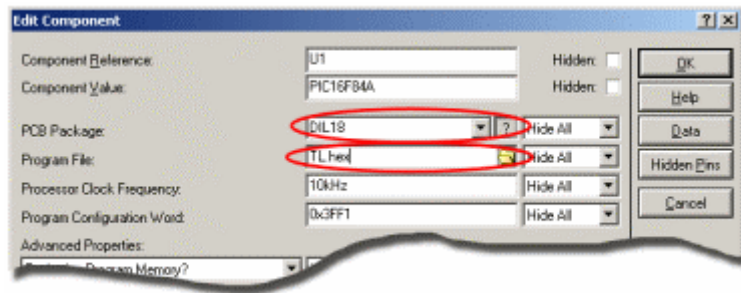 Edit Component
Component Reference: U1 Hidden: OK
Component Value: PIC16F84A Hidden: Help
PCB Package: DIL18 ? Hide All Data
Program File: TL.hex Hide All Hidden Pins
Processor Clock Frequency: 10kHz Hide All Cancel
Program Configuration Word: 0x3FF1 Hide All
Advanced Properties:
Program Memory?